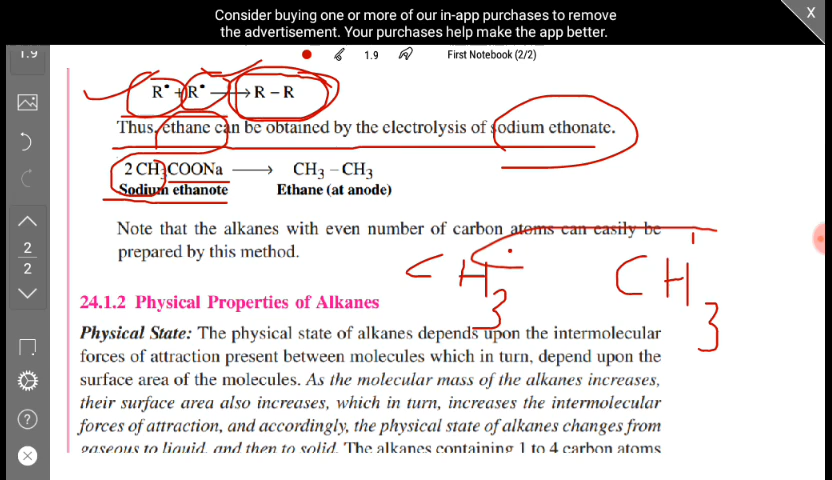 Consider buying one or more of our in-app purchases to remove
the advertisement. Your purchases help make the app better.
X
1.9
1.9
First Notebook (2/2)
R• + R• → R – R
Thus, ethane can be obtained by the electrolysis of sodium ethonate.
2 CH3COONa → CH3 – CH3
Sodium ethanote Ethane (at anode)
Note that the alkanes with even number of carbon atoms can easily be
prepared by this method.
CH3 CH3
2
2
24.1.2 Physical Properties of Alkanes
Physical State: The physical state of alkanes depends upon the intermolecular
forces of attraction present between molecules which in turn, depend upon the
surface area of the molecules. As the molecular mass of the alkanes increases,
their surface area also increases, which in turn, increases the intermolecular
forces of attraction, and accordingly, the physical state of alkanes changes from
gaseous to liquid, and then to solid. The alkanes containing 1 to 4 carbon atoms